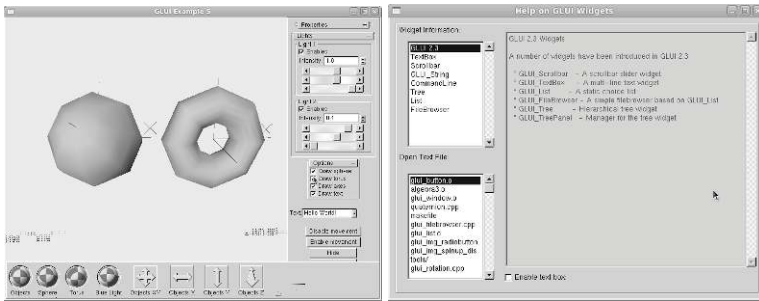 GLUI Example 5
Properties
Lights
Light 1
Enabled
Intensity 1.0
Light 2
Enabled
Intensity
Options
Draw sphere
Draw torus
Draw axes
Draw text
Text: Hello World!
Disable movement
Enable movement
Hide
Objects
Sphere
Torus
Blue Light
Objects XY
Objects X
Objects Y
Objects Z
Help on GLUI Widgets
Widget Information:
GLUI 2.3
TextBox
Scrollbar
GLUI_String
CommandLine
Tree
List
FileBrowser
Open Text File:
glui_button.o
algebra3.o
glui_window.o
quaternion.cpp
makefile
glui_filebrowser.cpp
glui_list.o
glui_img_radiobutton
glui_img_spinup_dis
tools/
glui_rotation.cpp
GLUI 2.3 Widgets
A number of widgets have been introduced in GLUI 2.3
* GLUI_Scrollbar - A scrollbar slider widget
* GLUI_TextBox - A multi-line text widget
* GLUI_List - A static choice list
* GLUI_FileBrowser - A simple filebrowser based on GLUI_List
* GLUI_Tree - Hierarchical tree widget
* GLUI_TreePanel - Manager for the tree widget
Enable text box: